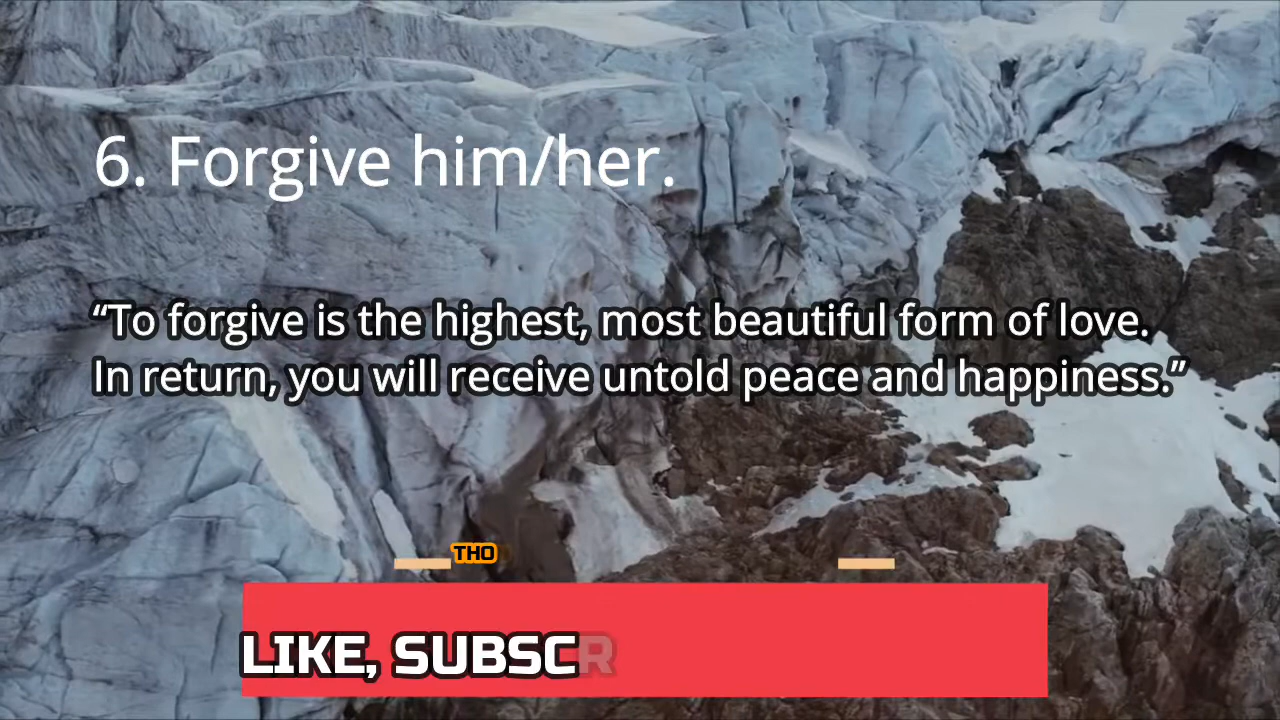 6. Forgive him/her.
“To forgive is the highest, most beautiful form of love.
In return, you will receive untold peace and happiness.”
THO
LIKE, SUBSCR